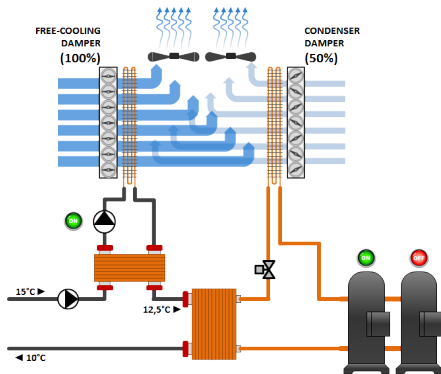 FREE-COOLING
DAMPER
(100%)
CONDENSER
DAMPER
(50%)
ON
ON
OFF
15°C ►
12,5°C ►
◄ 10°C